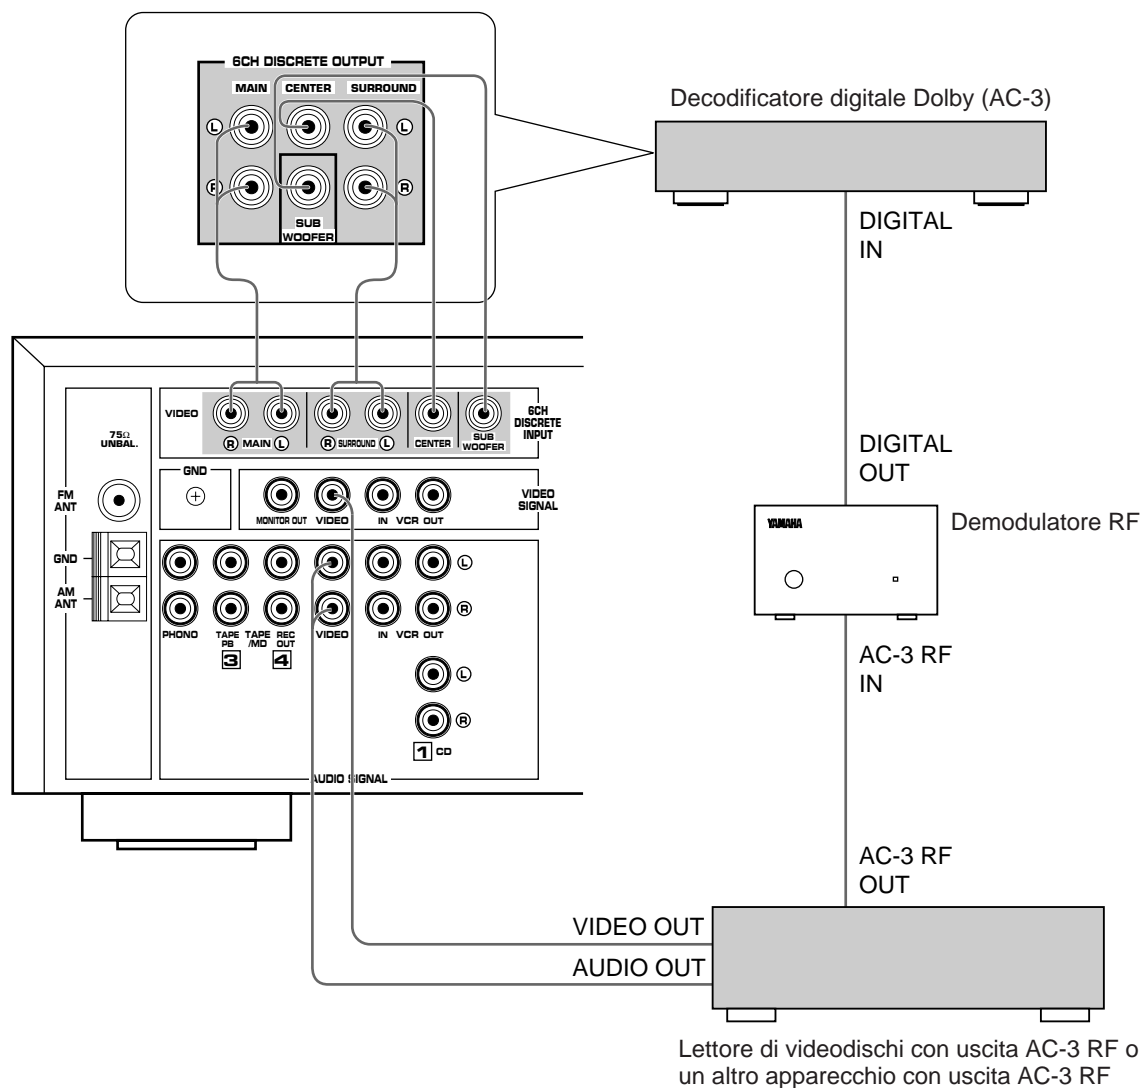 6CH DISCRETE OUTPUT
MAIN CENTER SURROUND
L L
R R
SUB
WOOFER
Decodificatore digitale Dolby (AC-3)
DIGITAL
IN
DIGITAL
OUT
YAMAHA
Demodulatore RF
AC-3 RF
IN
AC-3 RF
OUT
VIDEO
R MAIN L
R SURROUND L
CENTER
SUB
WOOFER
6CH
DISCRETE
INPUT
75Ω
UNBAL.
FM
ANT
GND
AM
ANT
GND
MONITOR OUT VIDEO IN VCR OUT
VIDEO
SIGNAL
L
R
PHONO
TAPE
PB
3
TAPE
/MD
REC
OUT
4
VIDEO
IN VCR OUT
L
R
1 CD
AUDIO SIGNAL
VIDEO OUT
AUDIO OUT
Lettore di videodischi con uscita AC-3 RF o
un altro apparecchio con uscita AC-3 RF